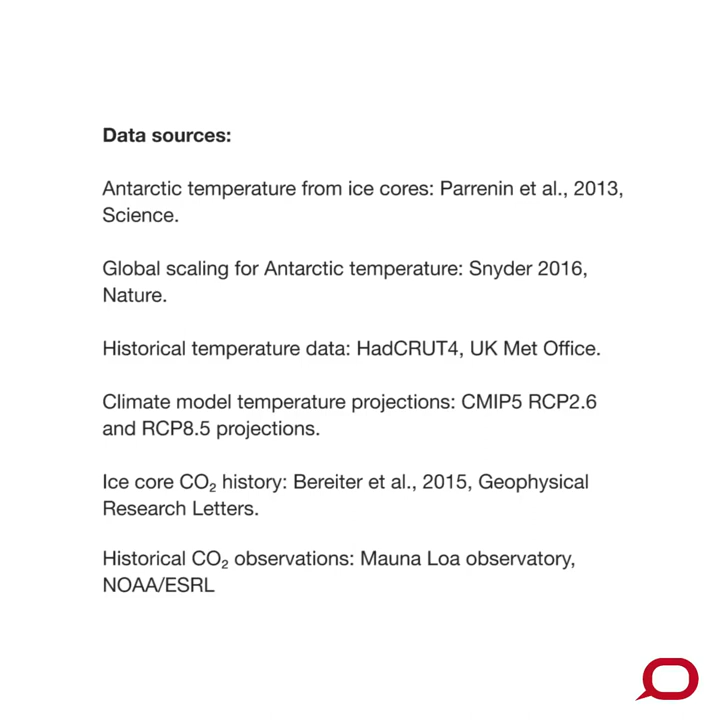 Data sources:
Antarctic temperature from ice cores: Parrenin et al., 2013,
Science.
Global scaling for Antarctic temperature: Snyder 2016,
Nature.
Historical temperature data: HadCRUT4, UK Met Office.
Climate model temperature projections: CMIP5 RCP2.6
and RCP8.5 projections.
Ice core CO₂ history: Bereiter et al., 2015, Geophysical
Research Letters.
Historical CO₂ observations: Mauna Loa observatory,
NOAA/ESRL